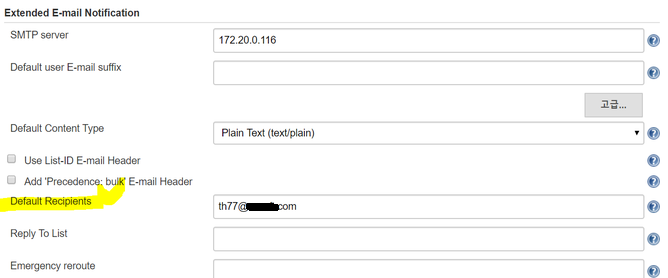 Extended E-mail Notification
SMTP server
172.20.0.116
Default user E-mail suffix
고급...
Default Content Type
Plain Text (text/plain)
Use List-ID E-mail Header
Add 'Precedence: bulk' E-mail Header
Default Recipients
th77@ .com
Reply To List
Emergency reroute